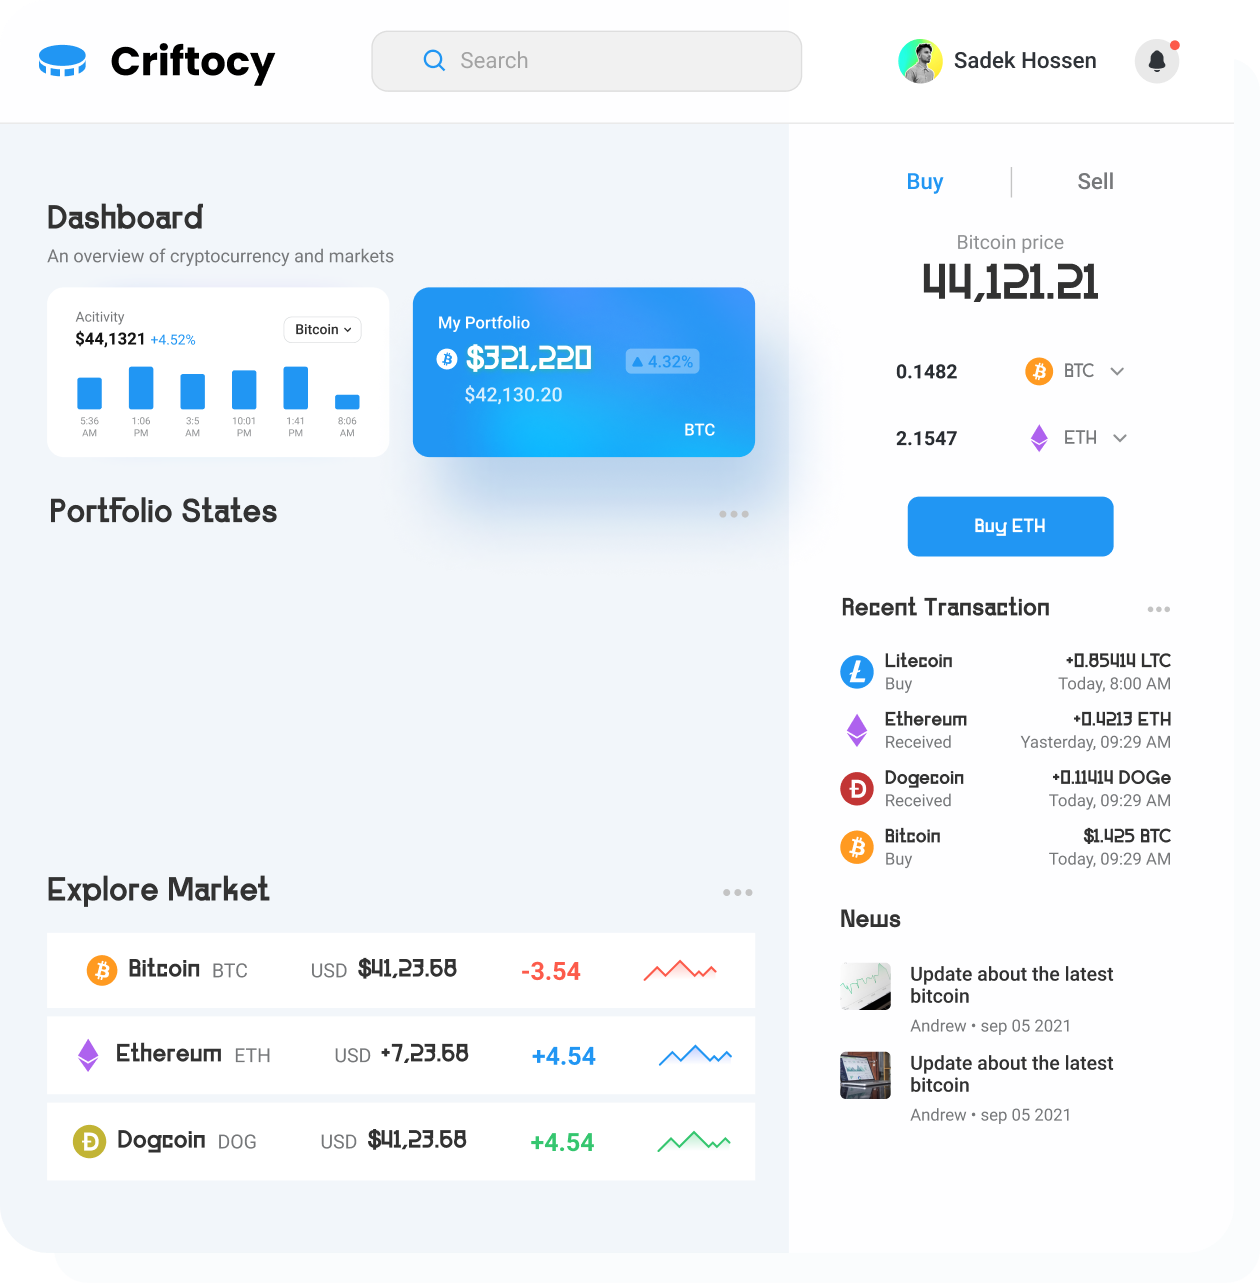 Criftocy
Search
Sadek Hossen
Dashboard
An overview of cryptocurrency and markets
Acitivity
$44,1321 +4.52%
Bitcoin
5:36 AM
1:06 PM
3:5 AM
10:01 PM
1:41 PM
8:06 AM
My Portfolio
$321,220
4.32%
$42,130.20
BTC
Portfolio States
Explore Market
Bitcoin BTC USD $41,23.68 -3.54
Ethereum ETH USD +7,23.68 +4.54
Dogcoin DOG USD $41,23.68 +4.54
Buy
Sell
Bitcoin price
44,121.21
0.1482 BTC
2.1547 ETH
Buy ETH
Recent Transaction
Litecoin +0.85414 LTC
Buy Today, 8:00 AM
Ethereum +0.4213 ETH
Received Yasterday, 09:29 AM
Dogecoin +0.11414 DOGe
Received Today, 09:29 AM
Bitcoin $1.425 BTC
Buy Today, 09:29 AM
News
Update about the latest
bitcoin
Andrew • sep 05 2021
Update about the latest
bitcoin
Andrew • sep 05 2021